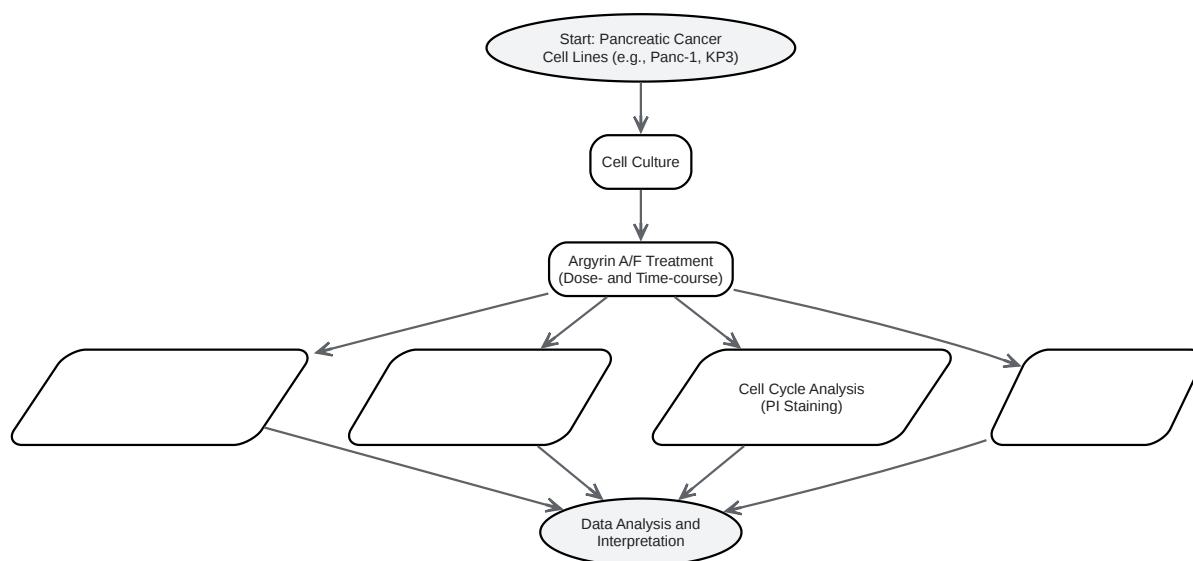 Start: Pancreatic Cancer
Cell Lines (e.g., Panc-1, KP3)
Cell Culture
Argyrin A/F Treatment
(Dose- and Time-course)
Cell Cycle Analysis
(PI Staining)
Data Analysis and
Interpretation